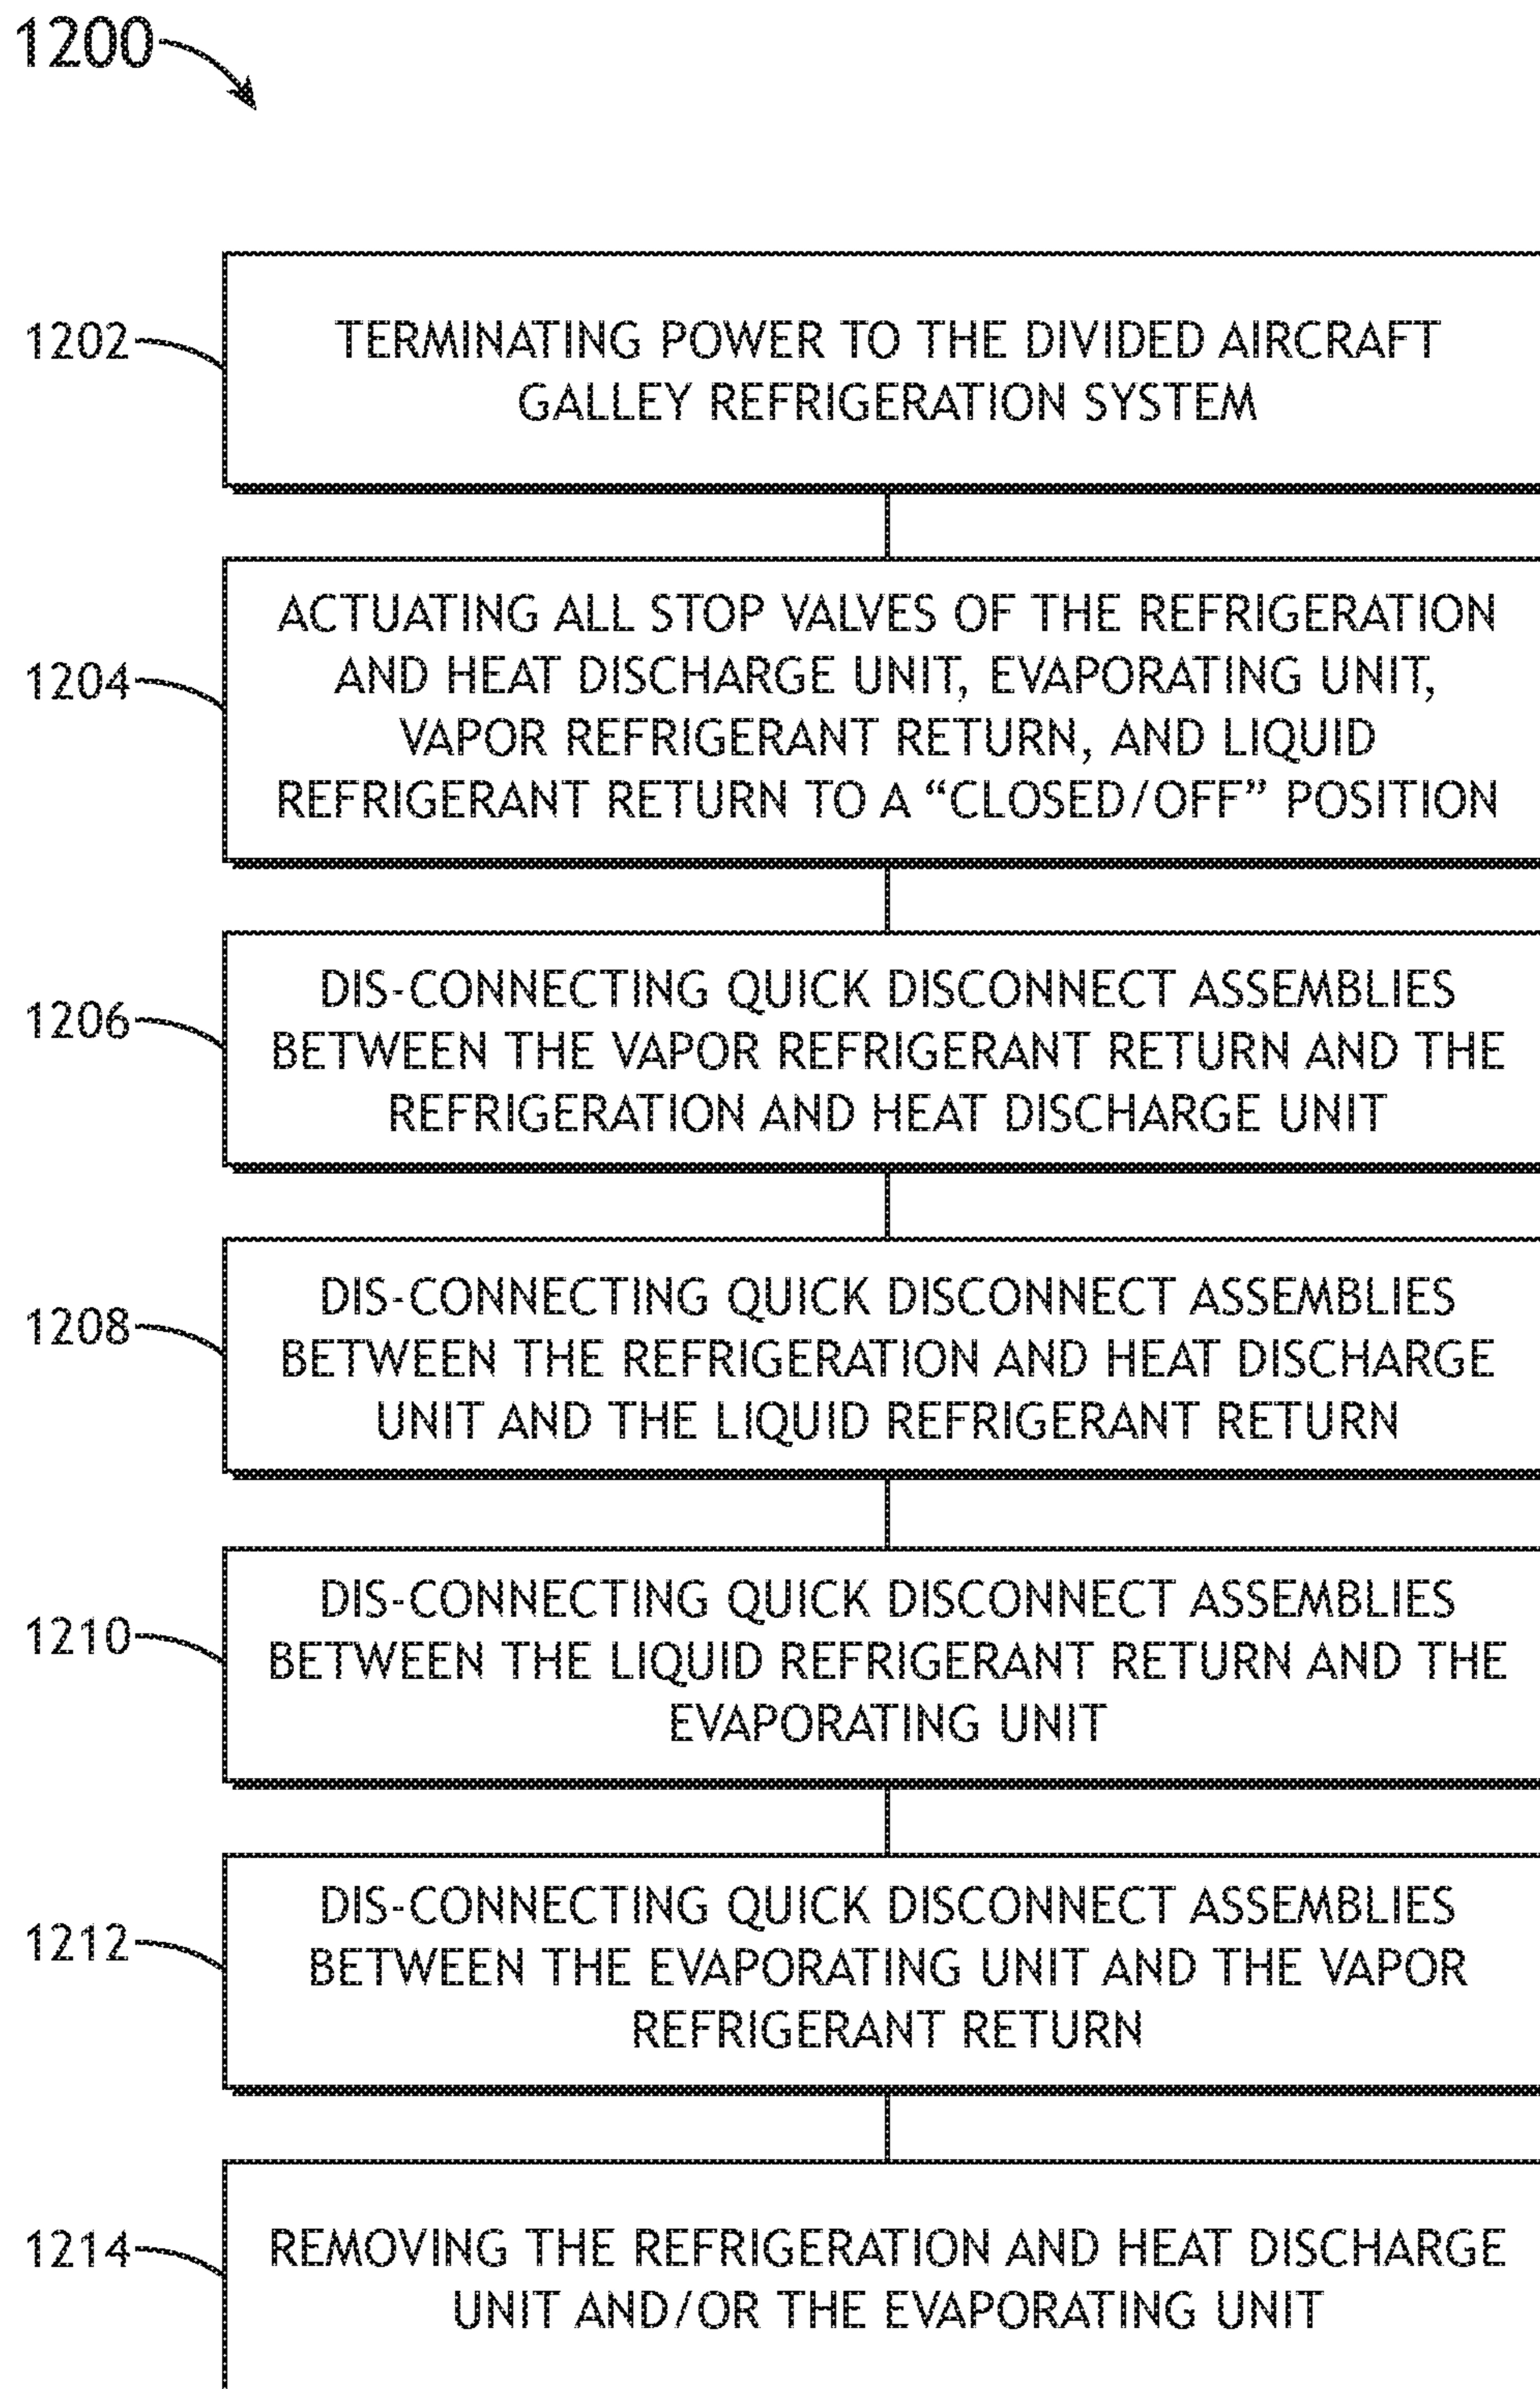 1200
1202
TERMINATING POWER TO THE DIVIDED AIRCRAFT
GALLEY REFRIGERATION SYSTEM
1204
ACTUATING ALL STOP VALVES OF THE REFRIGERATION
AND HEAT DISCHARGE UNIT, EVAPORATING UNIT,
VAPOR REFRIGERANT RETURN, AND LIQUID
REFRIGERANT RETURN TO A “CLOSED/OFF” POSITION
1206
DIS-CONNECTING QUICK DISCONNECT ASSEMBLIES
BETWEEN THE VAPOR REFRIGERANT RETURN AND THE
REFRIGERATION AND HEAT DISCHARGE UNIT
1208
DIS-CONNECTING QUICK DISCONNECT ASSEMBLIES
BETWEEN THE REFRIGERATION AND HEAT DISCHARGE
UNIT AND THE LIQUID REFRIGERANT RETURN
1210
DIS-CONNECTING QUICK DISCONNECT ASSEMBLIES
BETWEEN THE LIQUID REFRIGERANT RETURN AND THE
EVAPORATING UNIT
1212
DIS-CONNECTING QUICK DISCONNECT ASSEMBLIES
BETWEEN THE EVAPORATING UNIT AND THE VAPOR
REFRIGERANT RETURN
1214
REMOVING THE REFRIGERATION AND HEAT DISCHARGE
UNIT AND/OR THE EVAPORATING UNIT